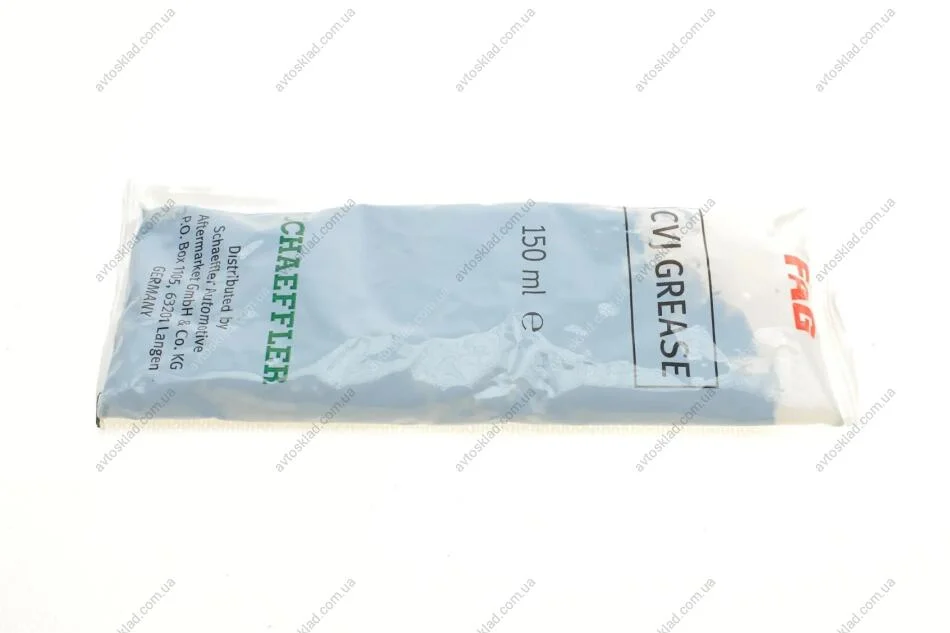 FAG
CVJ GREASE
150 ml e
CHAEFFLER
Distributed by
Schaeffler Automotive
Aftermarket GmbH & Co. KG
P.O. Box 1105, 63201 Langen
GERMANY
avtosklad.com.ua